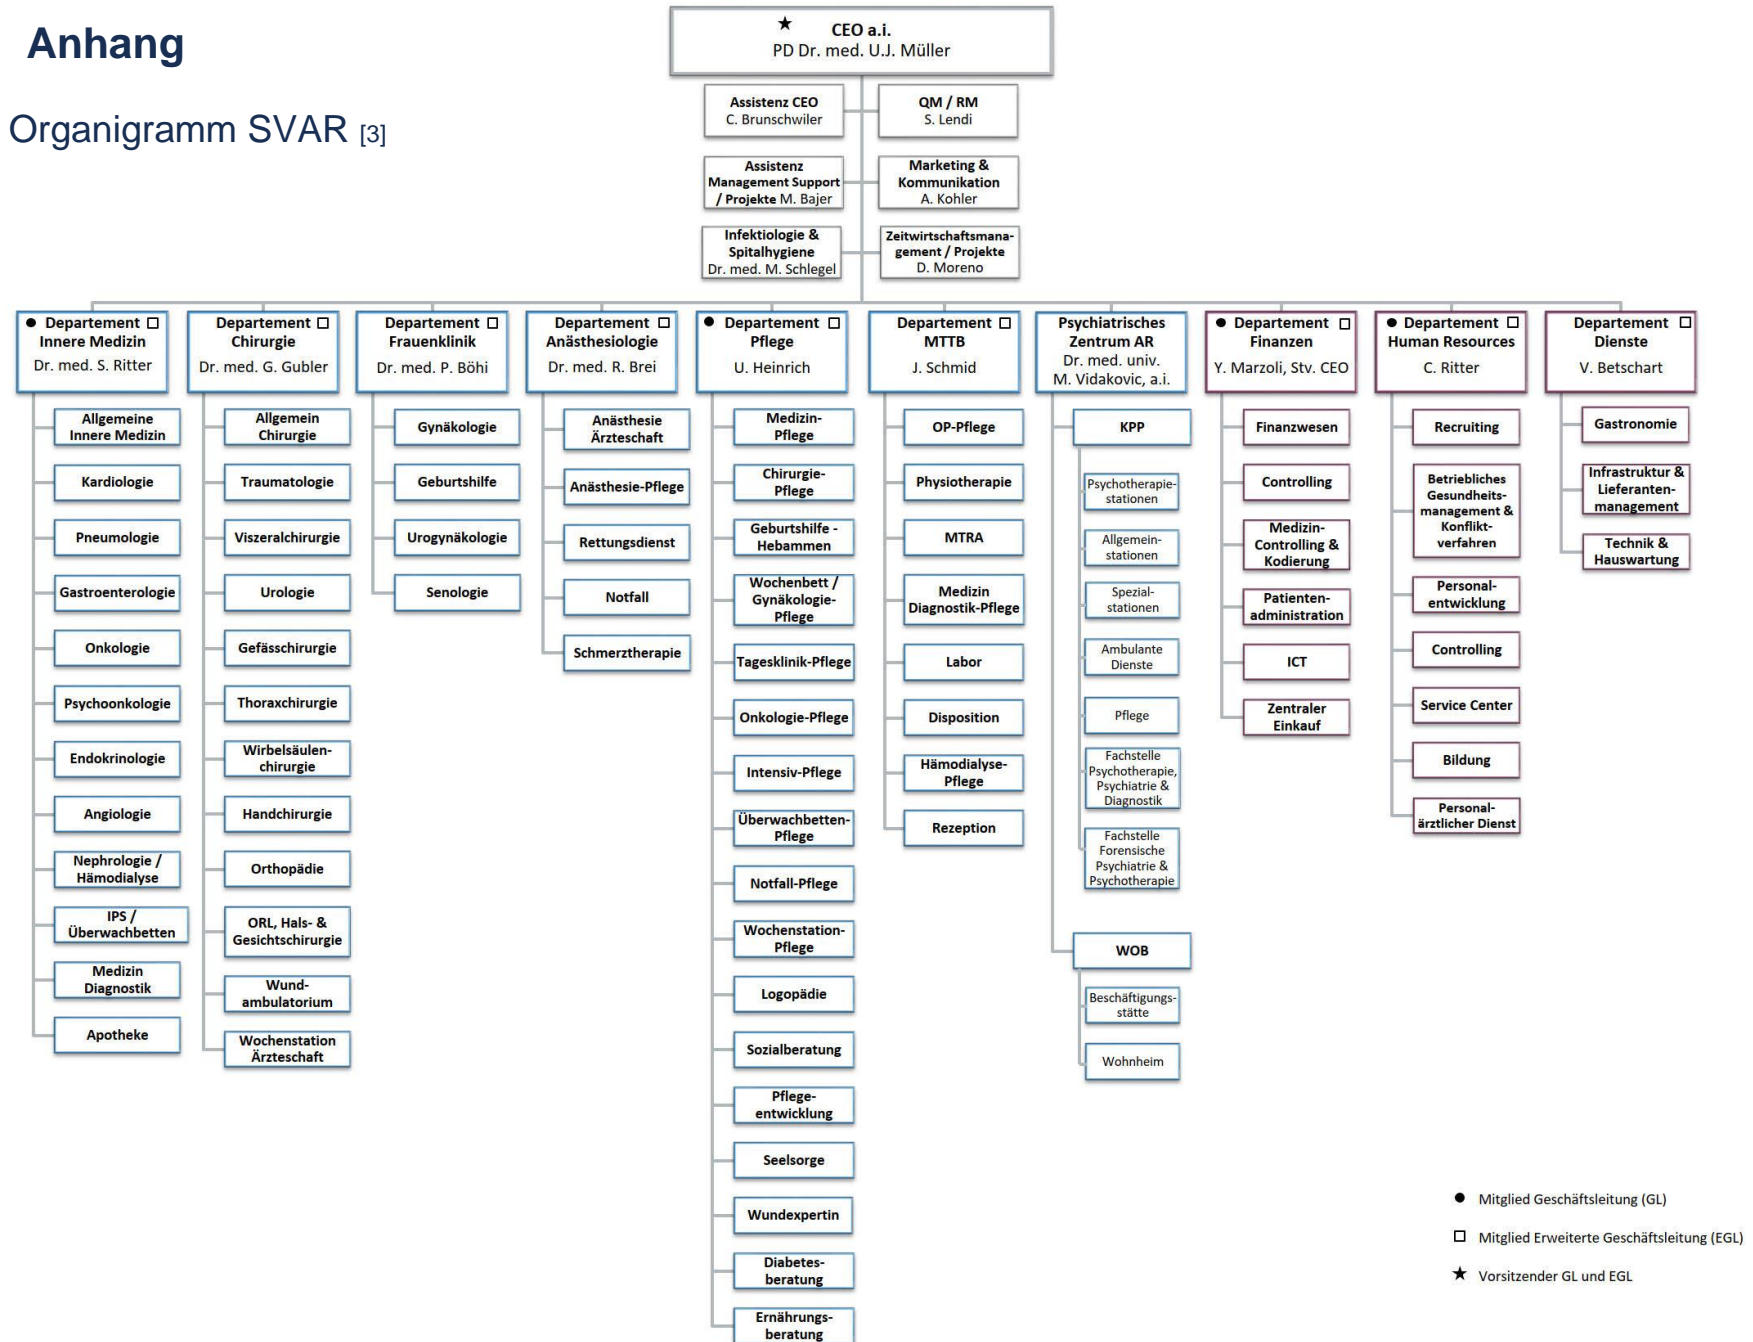 Anhang
Organigramm SVAR [3]
★ CEO a.i.
PD Dr. med. U.J. Müller
Assistenz CEO
C. Brunschwiler
QM / RM
S. Lendi
Assistenz
Management Support
/ Projekte M. Bajer
Marketing &
Kommunikation
A. Kohler
Infektiologie &
Spitalhygiene
Dr. med. M. Schlegel
Zeitwirtschaftsmana-
gement / Projekte
D. Moreno
● Departement □
Innere Medizin
Dr. med. S. Ritter
Allgemeine
Innere Medizin
Kardiologie
Pneumologie
Gastroenterologie
Onkologie
Psychoonkologie
Endokrinologie
Angiologie
Nephrologie /
Hämodialyse
IPS /
Überwachbetten
Medizin
Diagnostik
Apotheke
Departement □
Chirurgie
Dr. med. G. Gubler
Allgemein
Chirurgie
Traumatologie
Viszeralchirurgie
Urologie
Gefässchirurgie
Thoraxchirurgie
Wirbelsäulen-
chirurgie
Handchirurgie
Orthopädie
ORL, Hals- &
Gesichtschirurgie
Wund-
ambulatorium
Wochenstation
Ärzteschaft
Departement □
Frauenklinik
Dr. med. P. Böhi
Gynäkologie
Geburtshilfe
Urogynäkologie
Senologie
Departement □
Anästhesiologie
Dr. med. R. Brei
Anästhesie
Ärzteschaft
Anästhesie-Pflege
Rettungsdienst
Notfall
Schmerztherapie
● Departement □
Pflege
U. Heinrich
Medizin-
Pflege
Chirurgie-
Pflege
Geburtshilfe -
Hebammen
Wochenbett /
Gynäkologie-
Pflege
Tagesklinik-Pflege
Onkologie-Pflege
Intensiv-Pflege
Überwachbetten-
Pflege
Notfall-Pflege
Wochenstation-
Pflege
Logopädie
Sozialberatung
Pflege-
entwicklung
Seelsorge
Wundexpertin
Diabetes-
beratung
Ernährungs-
beratung
Departement □
MTTB
J. Schmid
OP-Pflege
Physiotherapie
MTRA
Medizin
Diagnostik-Pflege
Labor
Disposition
Hämodialyse-
Pflege
Rezeption
Psychiatrisches
Zentrum AR
Dr. med. univ.
M. Vidakovic, a.i.
KPP
Psychotherapie-
stationen
Allgemein-
stationen
Spezial-
stationen
Ambulante
Dienste
Pflege
Fachstelle
Psychotherapie,
Psychiatrie &
Diagnostik
Fachstelle
Forensische
Psychiatrie &
Psychotherapie
WOB
Beschäftigungs-
stätte
Wohnheim
● Departement □
Finanzen
Y. Marzoli, Stv. CEO
Finanzwesen
Controlling
Medizin-
Controlling &
Kodierung
Patienten-
administration
ICT
Zentraler
Einkauf
● Departement □
Human Resources
C. Ritter
Recruiting
Betriebliches
Gesundheits-
management &
Konflikt-
verfahren
Personal-
entwicklung
Controlling
Service Center
Bildung
Personal-
ärztlicher Dienst
Departement □
Dienste
V. Betschart
Gastronomie
Infrastruktur &
Lieferanten-
management
Technik &
Hauswartung
● Mitglied Geschäftsleitung (GL)
□ Mitglied Erweiterte Geschäftsleitung (EGL)
★ Vorsitzender GL und EGL